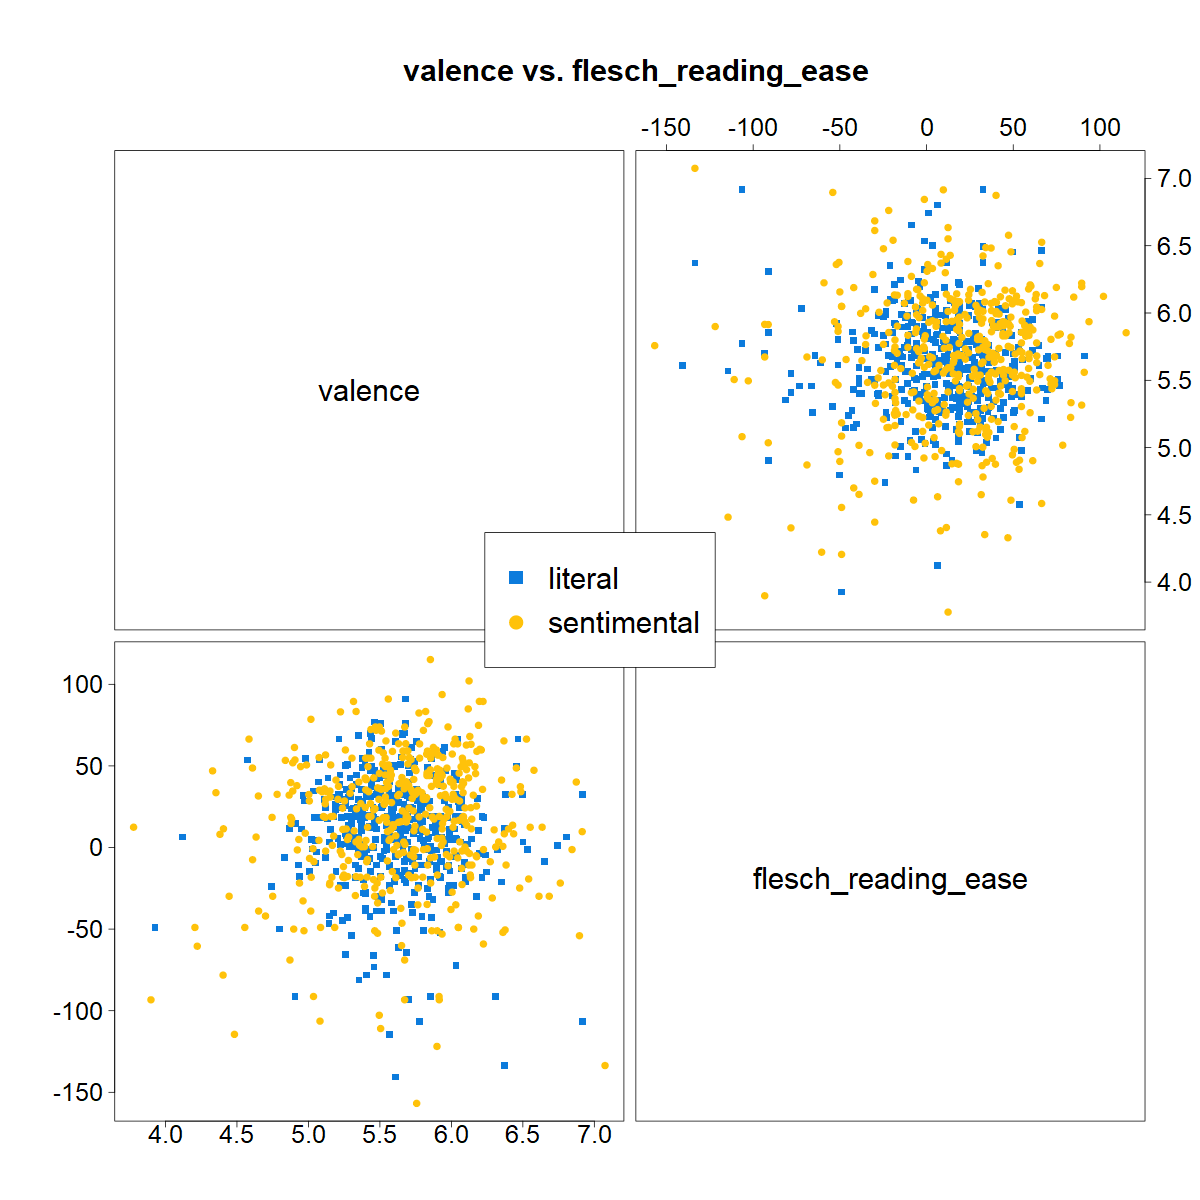 valence vs. flesch_reading_ease
-150 -100 -50 0 50 100
7.0
6.5
6.0
valence
5.5
5.0
4.5
literal
4.0
sentimental
100
50
0
flesch_reading_ease
-50
-100
-150
4.0 4.5 5.0 5.5 6.0 6.5 7.0